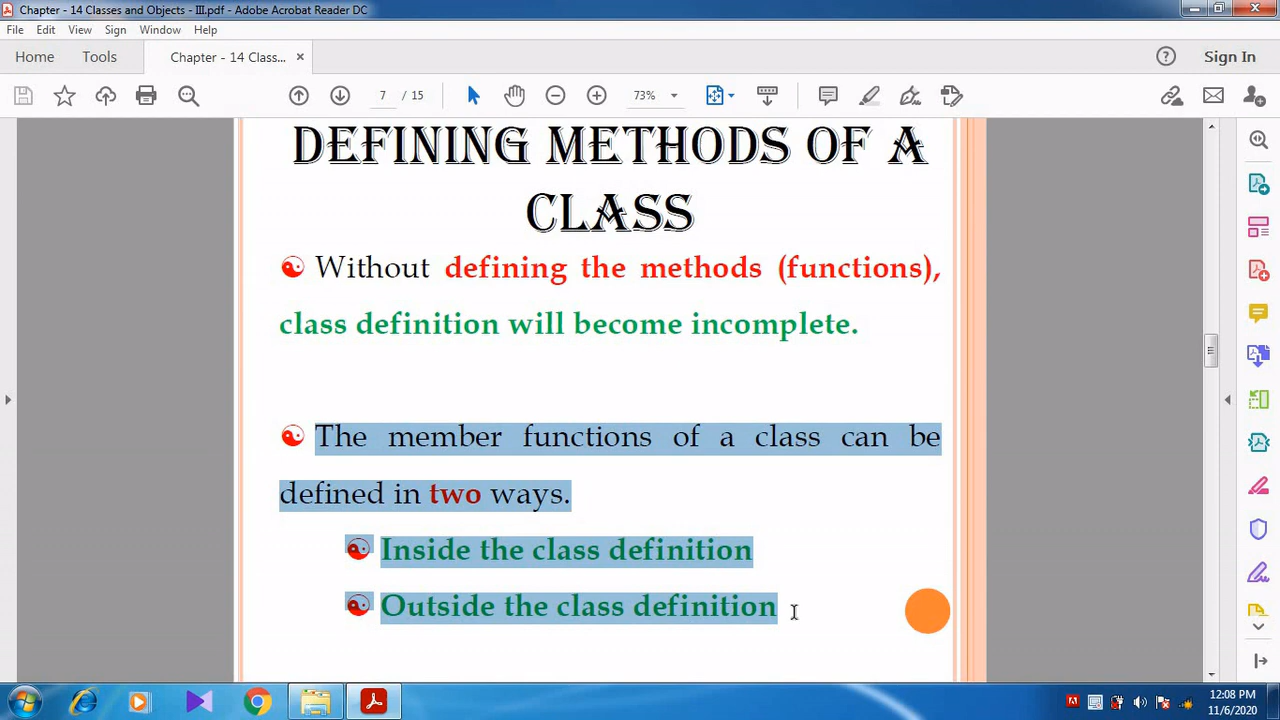 Chapter - 14 Classes and Objects - III.pdf - Adobe Acrobat Reader DC
File Edit View Sign Window Help
Home Tools Chapter - 14 Class... × Sign In
7 / 15 73%
DEFINING METHODS OF A
CLASS
Without defining the methods (functions),
class definition will become incomplete.
The member functions of a class can be
defined in two ways.
Inside the class definition
Outside the class definition
12:08 PM
11/6/2020